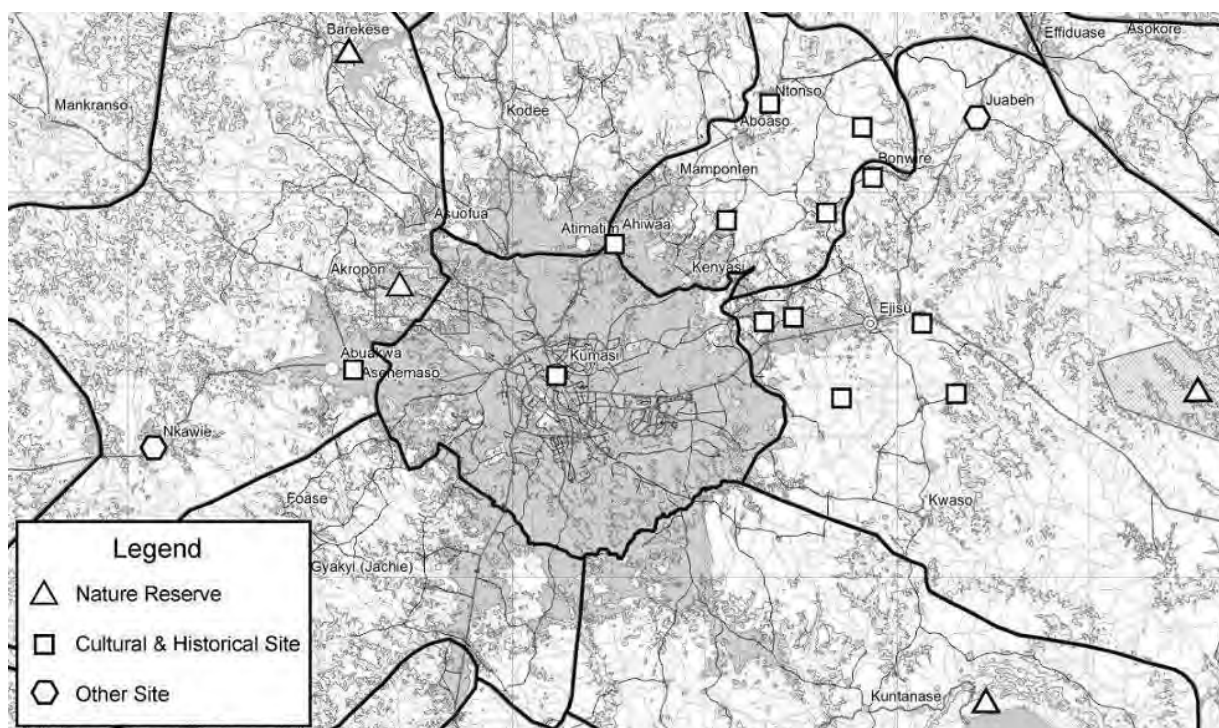 Barekese
Effiduase
Asokore
Mankranso
Kodee
Ntonso
Juaben
Aboaso
Bonwire
Mamponten
Asuofua
Atimatim
Ahiwaa
Akropon
Kenyasi
Ejisu
Abuakwa
Kumasi
Asenemaso
Nkawie
Foase
Kwaso
Legend
Gyakyi (Jachie)
Nature Reserve
Cultural & Historical Site
Other Site
Kuntanase